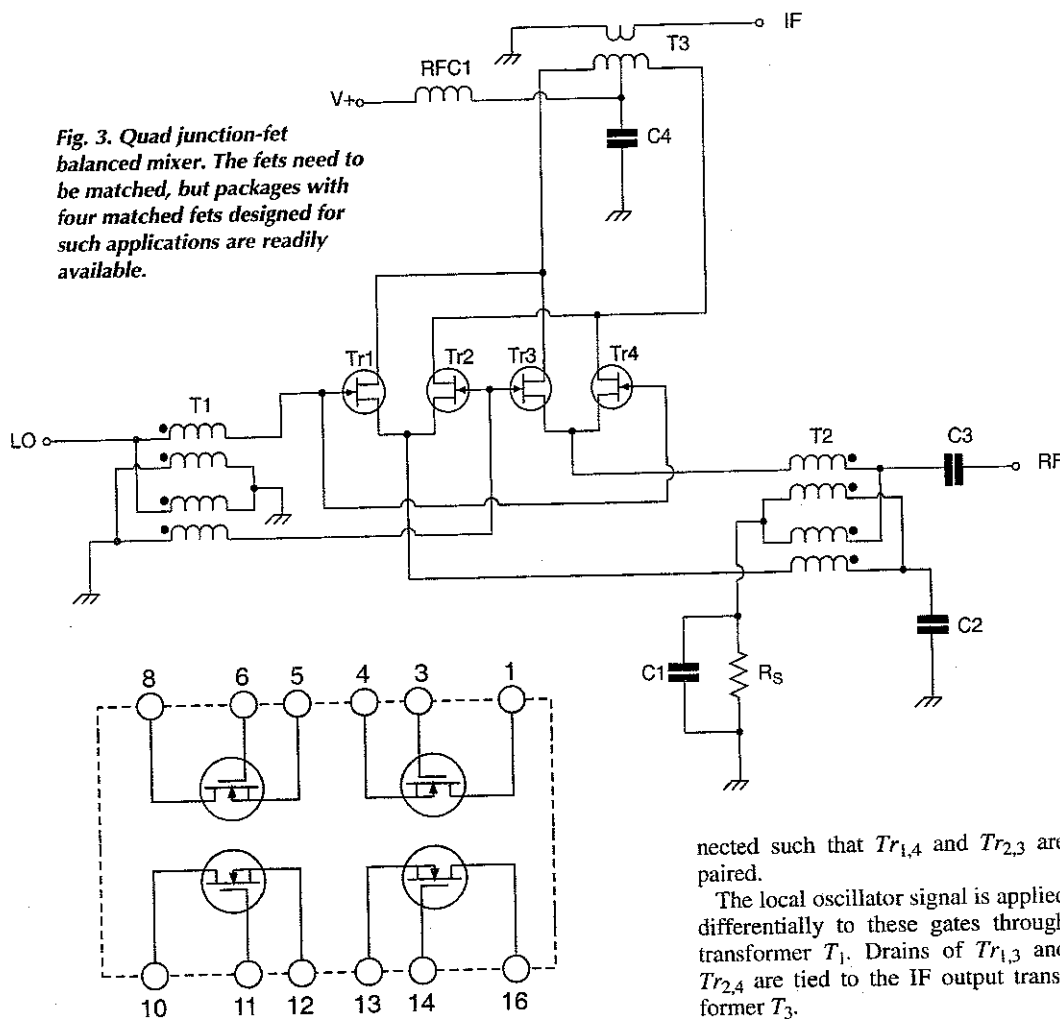 IF
T3
RFC1
V+
C4
Fig. 3. Quad junction-fet
balanced mixer. The fets need to
be matched, but packages with
four matched fets designed for
such applications are readily
available.
Tr1
Tr2
Tr3
Tr4
T1
LO
T2
C3
RF
C2
C1
RS
8
6
5
4
3
1
10
11
12
13
14
16
nected such that Tr1,4 and Tr2,3 are
paired.
The local oscillator signal is applied
differentially to these gates through
transformer T1. Drains of Tr1,3 and
Tr2,4 are tied to the IF output trans-
former T3.